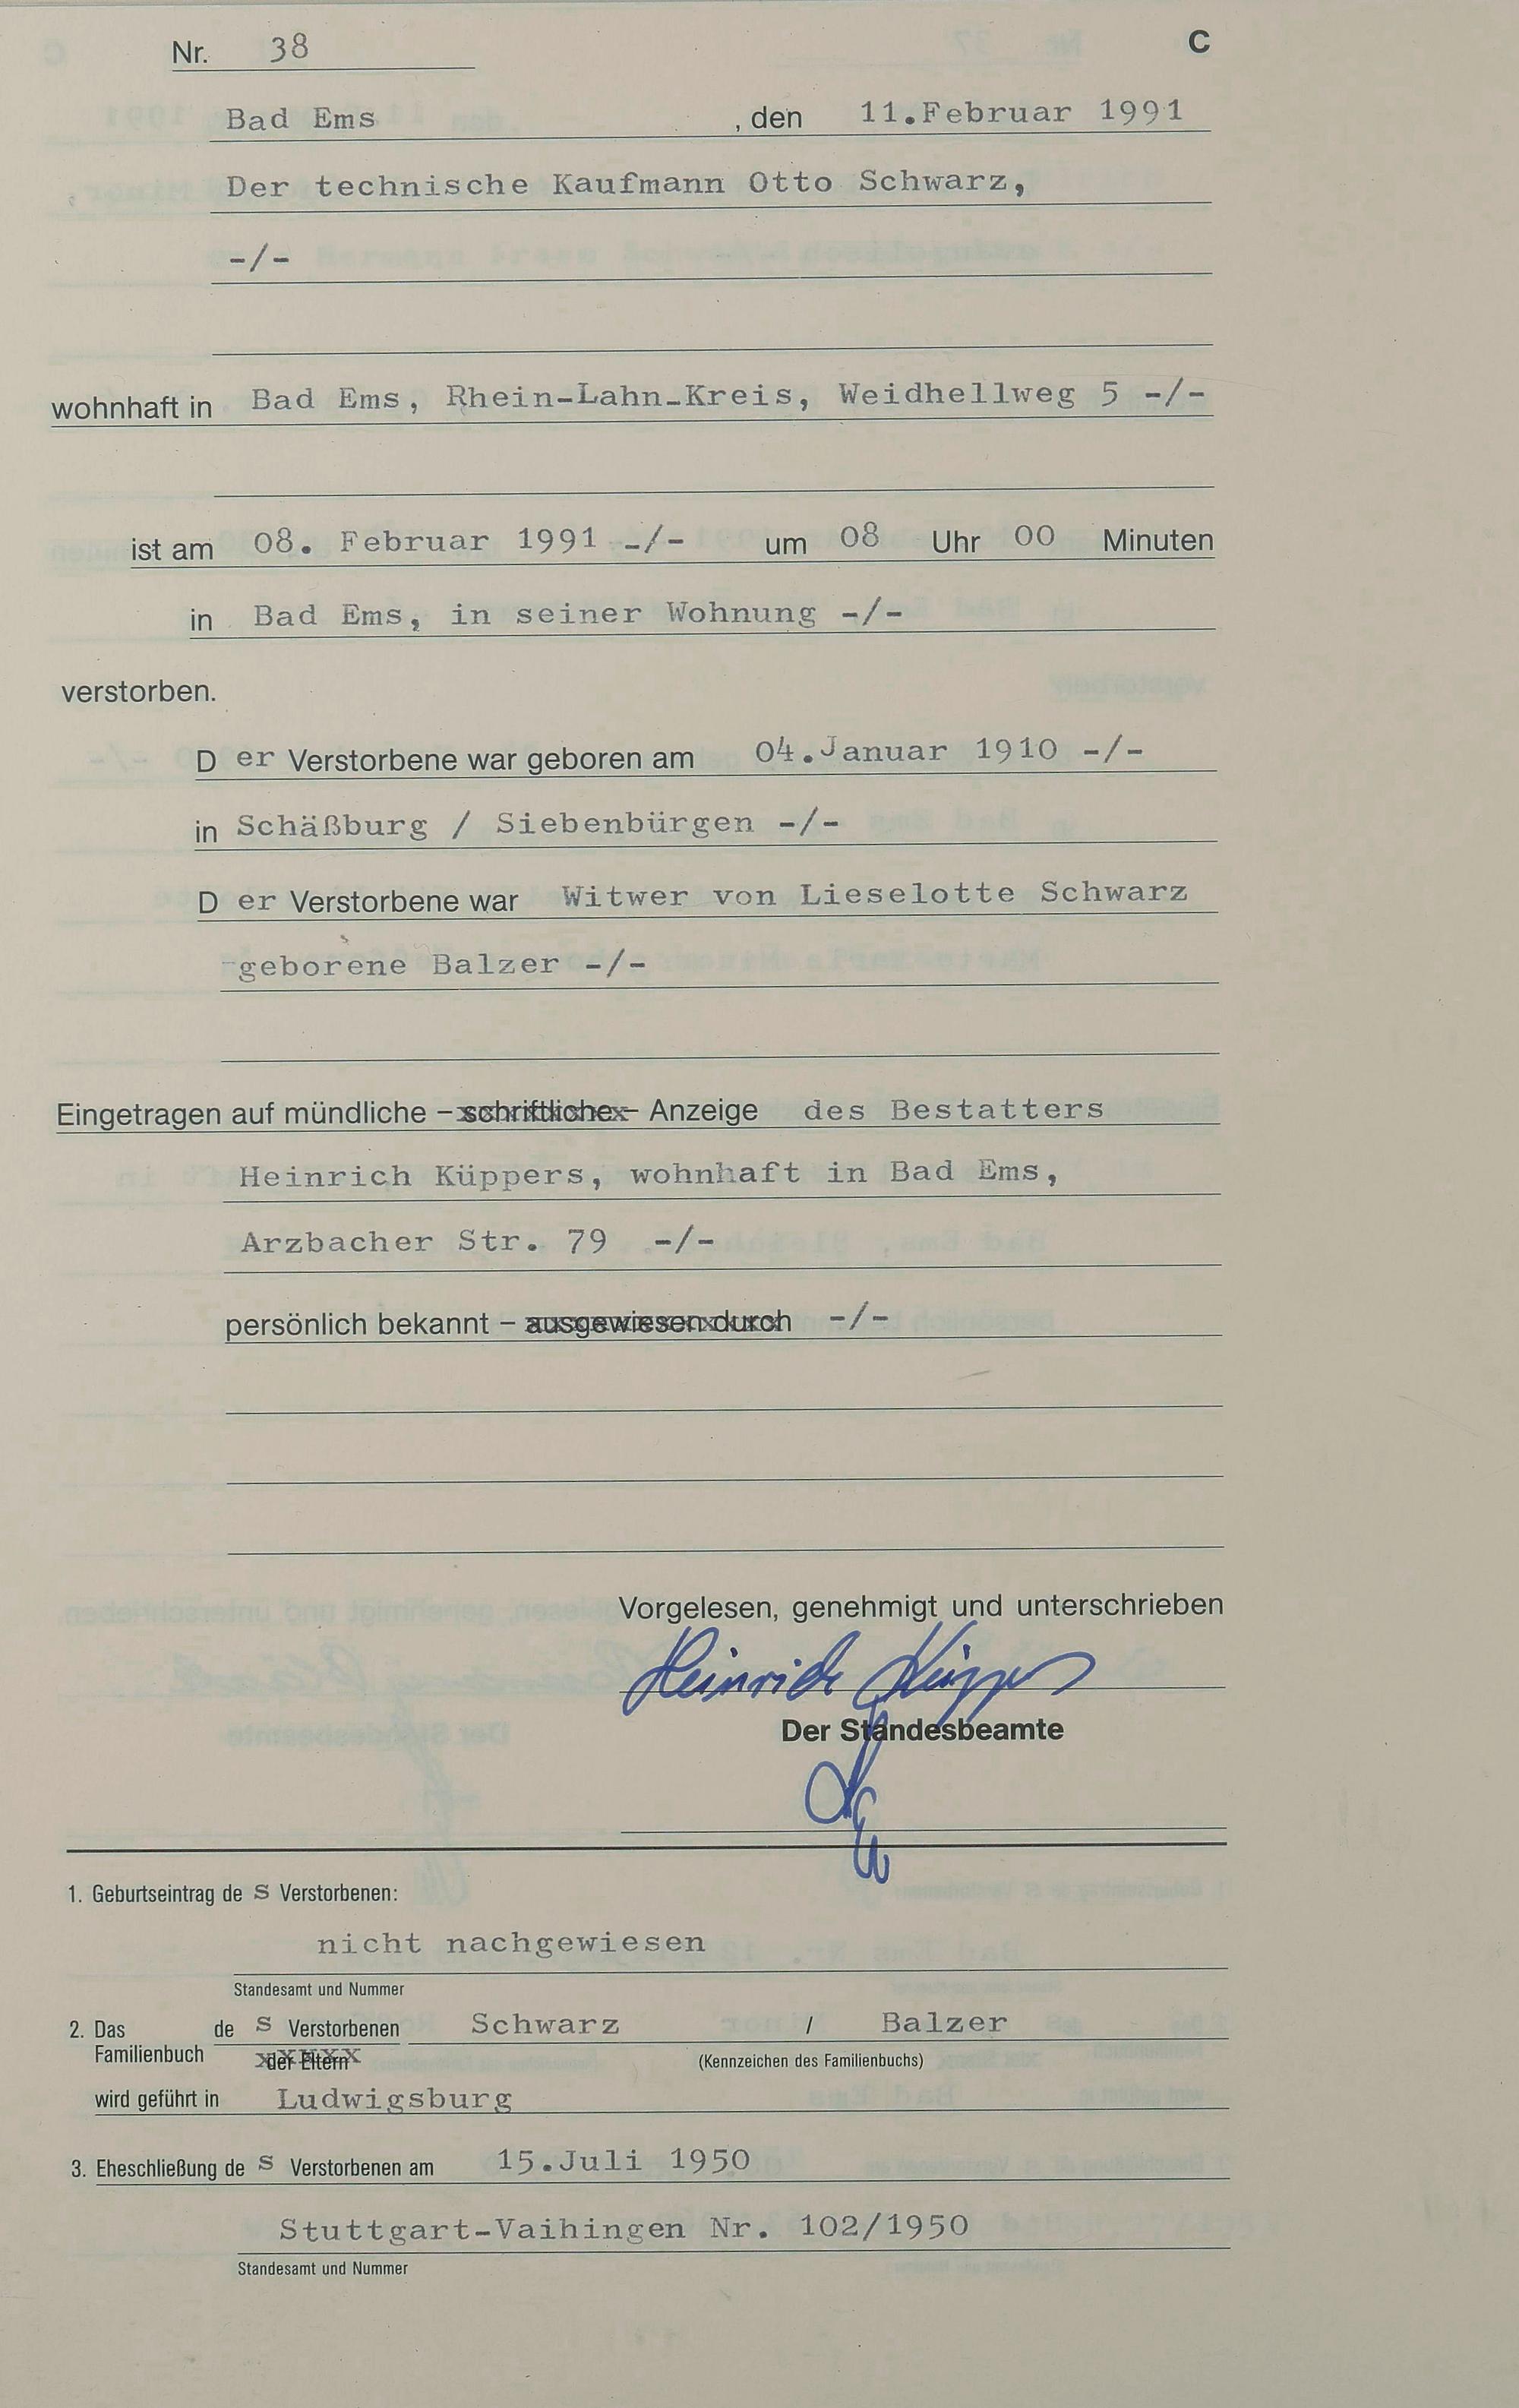 Nr. 38 C
Bad Ems , den 11.Februar 1991
Der technische Kaufmann Otto Schwarz,
-/-
wohnhaft in Bad Ems, Rhein-Lahn-Kreis, Weidhellweg 5 -/-
ist am 08. Februar 1991 -/- um 08 Uhr 00 Minuten
in Bad Ems, in seiner Wohnung -/-
verstorben.
D er Verstorbene war geboren am 04.Januar 1910 -/-
in Schäßburg / Siebenbürgen -/-
D er Verstorbene war Witwer von Lieselotte Schwarz
geborene Balzer -/-
Eingetragen auf mündliche – schriftliche – Anzeige des Bestatters
Heinrich Küppers, wohnhaft in Bad Ems,
Arzbacher Str. 79 -/-
persönlich bekannt – ausgewiesen durch -/-
Vorgelesen, genehmigt und unterschrieben
Heinrich Küppers
Der Standesbeamte
1. Geburtseintrag de s Verstorbenen:
nicht nachgewiesen
Standesamt und Nummer
2. Das de s Verstorbenen Schwarz / Balzer
Familienbuch der Eltern (Kennzeichen des Familienbuchs)
wird geführt in Ludwigsburg
3. Eheschließung de s Verstorbenen am 15.Juli 1950
Stuttgart-Vaihingen Nr. 102/1950
Standesamt und Nummer